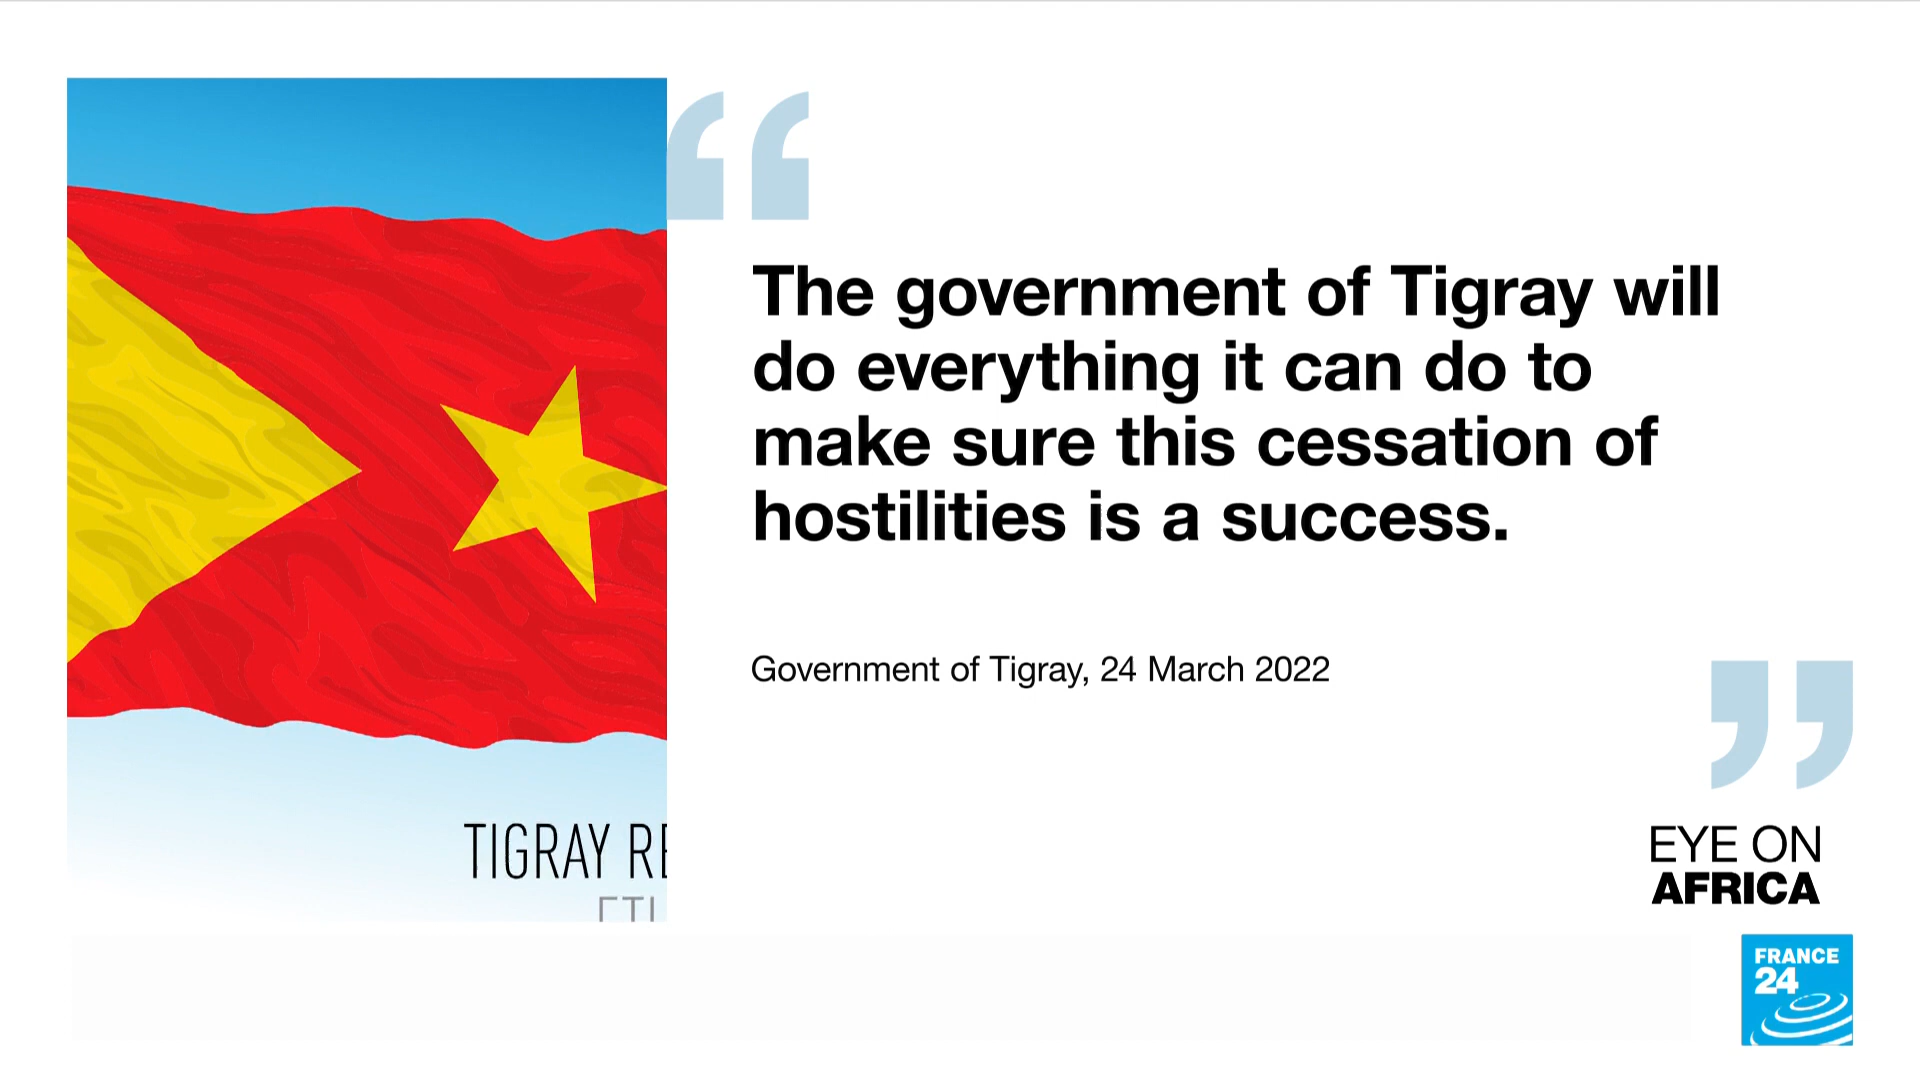 The government of Tigray will
do everything it can do to
make sure this cessation of
hostilities is a success.
Government of Tigray, 24 March 2022
TIGRAY RE
EYE ON
AFRICA
FRANCE
24